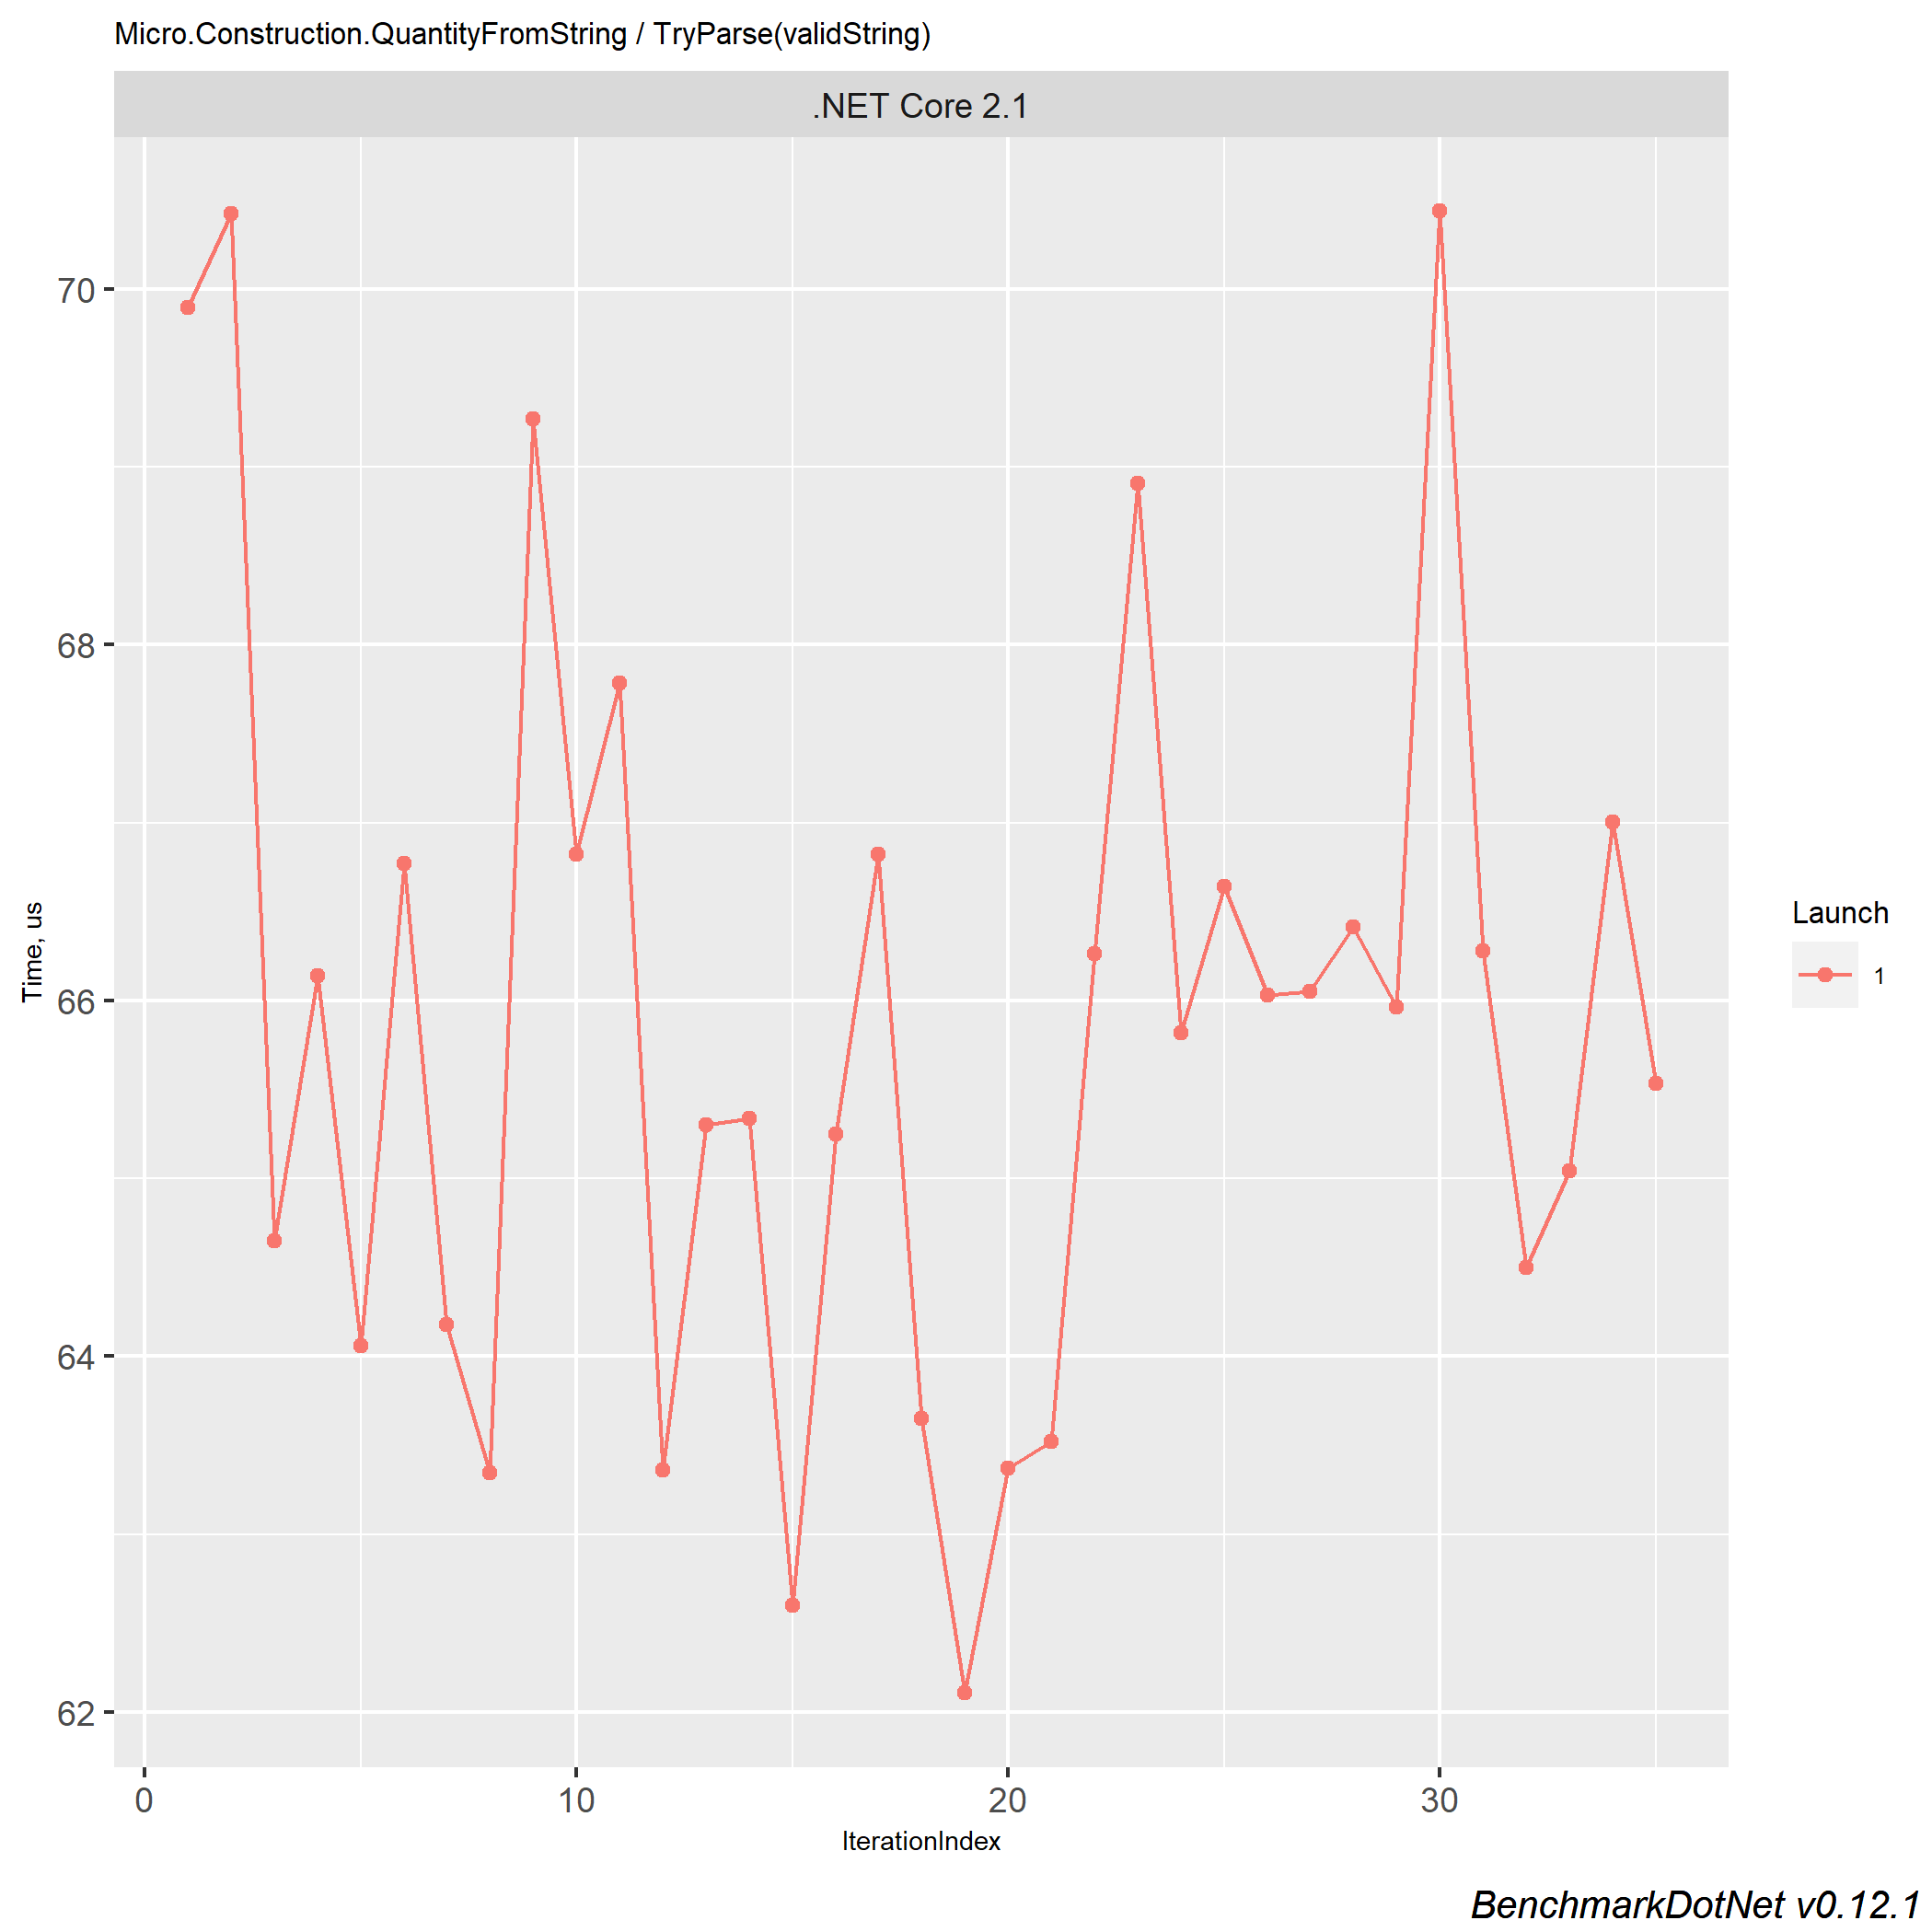 Micro.Construction.QuantityFromString / TryParse(validString)
.NET Core 2.1
Time, us
70
68
66
64
62
0 10 20 30
IterationIndex
Launch
1
BenchmarkDotNet v0.12.1